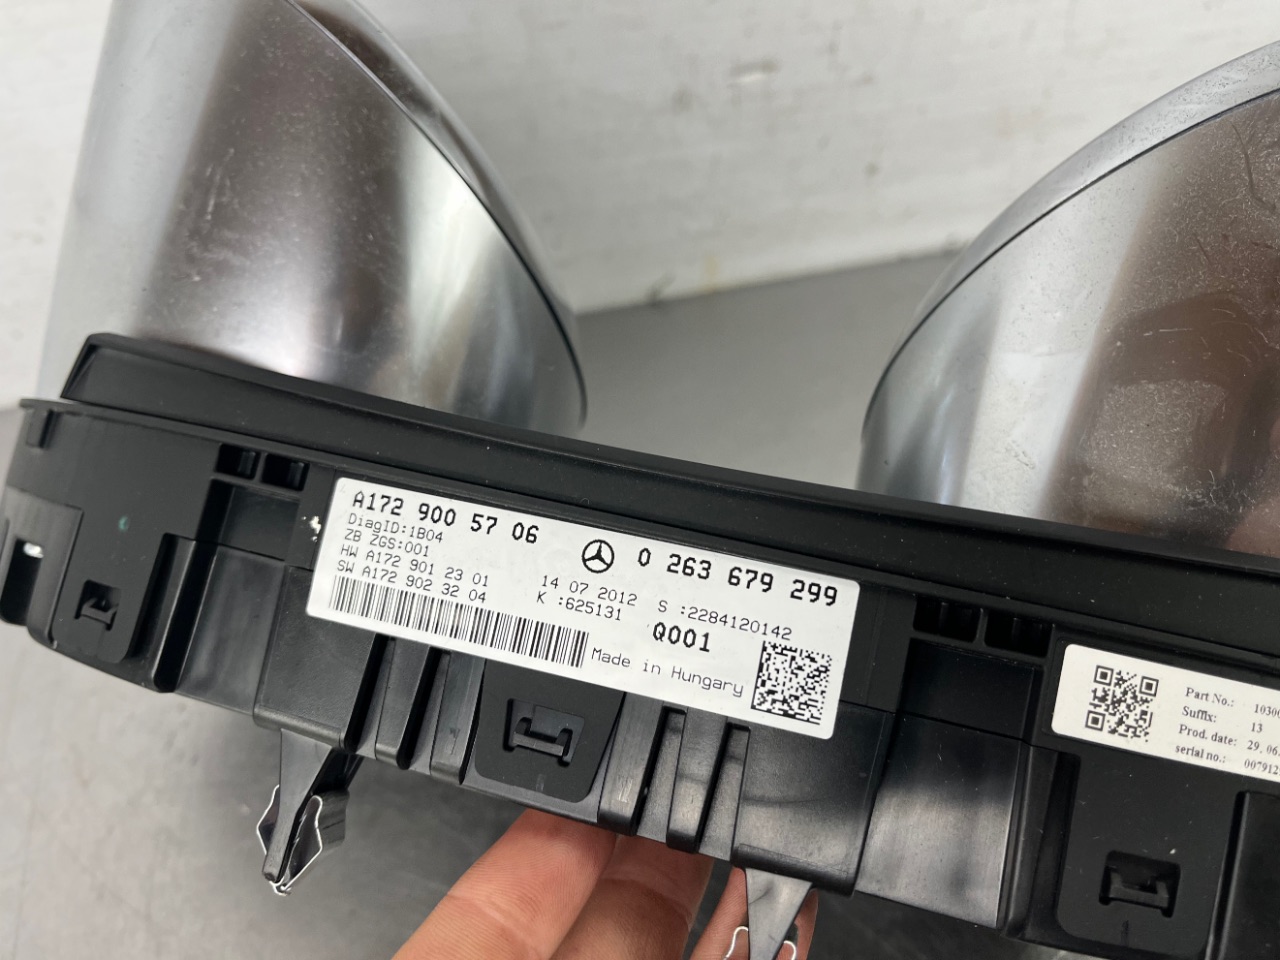 A172 900 57 06
DiagID:1B04
ZB ZGS:001
HW A172 901 23 01
SW A172 902 32 04
0 263 679 299
14 07 2012 S :2284120142
K :625131 Q001
Made in Hungary
Part No.:
Suffix: 13
Prod. date: 29. 06.
serial no.: